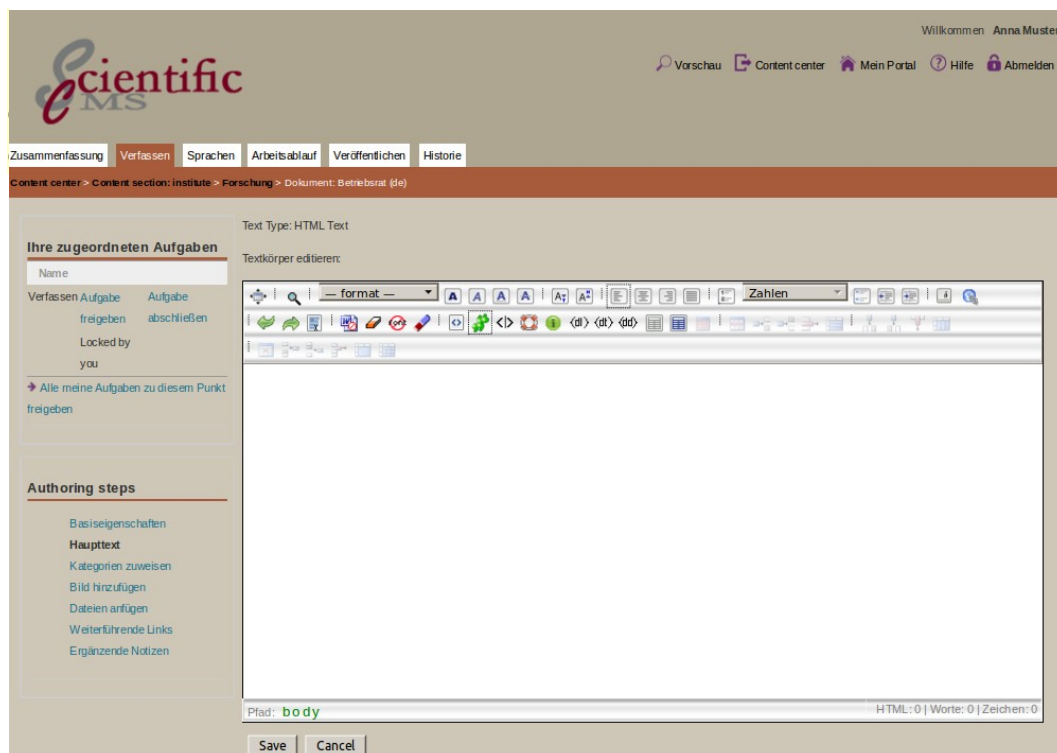 Willkommen Anna Muster
Scientific
CMS
Vorschau Content center Mein Portal Hilfe Abmelden
Zusammenfassung Verfassen Sprachen Arbeitsablauf Veröffentlichen Historie
Content center > Content section: institute > Forschung > Dokument: Betriebsrat (de)
Ihre zugeordneten Aufgaben
Name
Verfassen Aufgabe freigeben Aufgabe abschließen
Locked by you
Alle meine Aufgaben zu diesem Punkt
freigeben
Authoring steps
Basiseigenschaften
Haupttext
Kategorien zuweisen
Bild hinzufügen
Dateien anfügen
Weiterführende Links
Ergänzende Notizen
Text Type: HTML Text
Textkörper editieren:
— format — Zahlen
<dl> <dt> <dd>
Pfad: body HTML: 0 | Worte: 0 | Zeichen: 0
Save Cancel